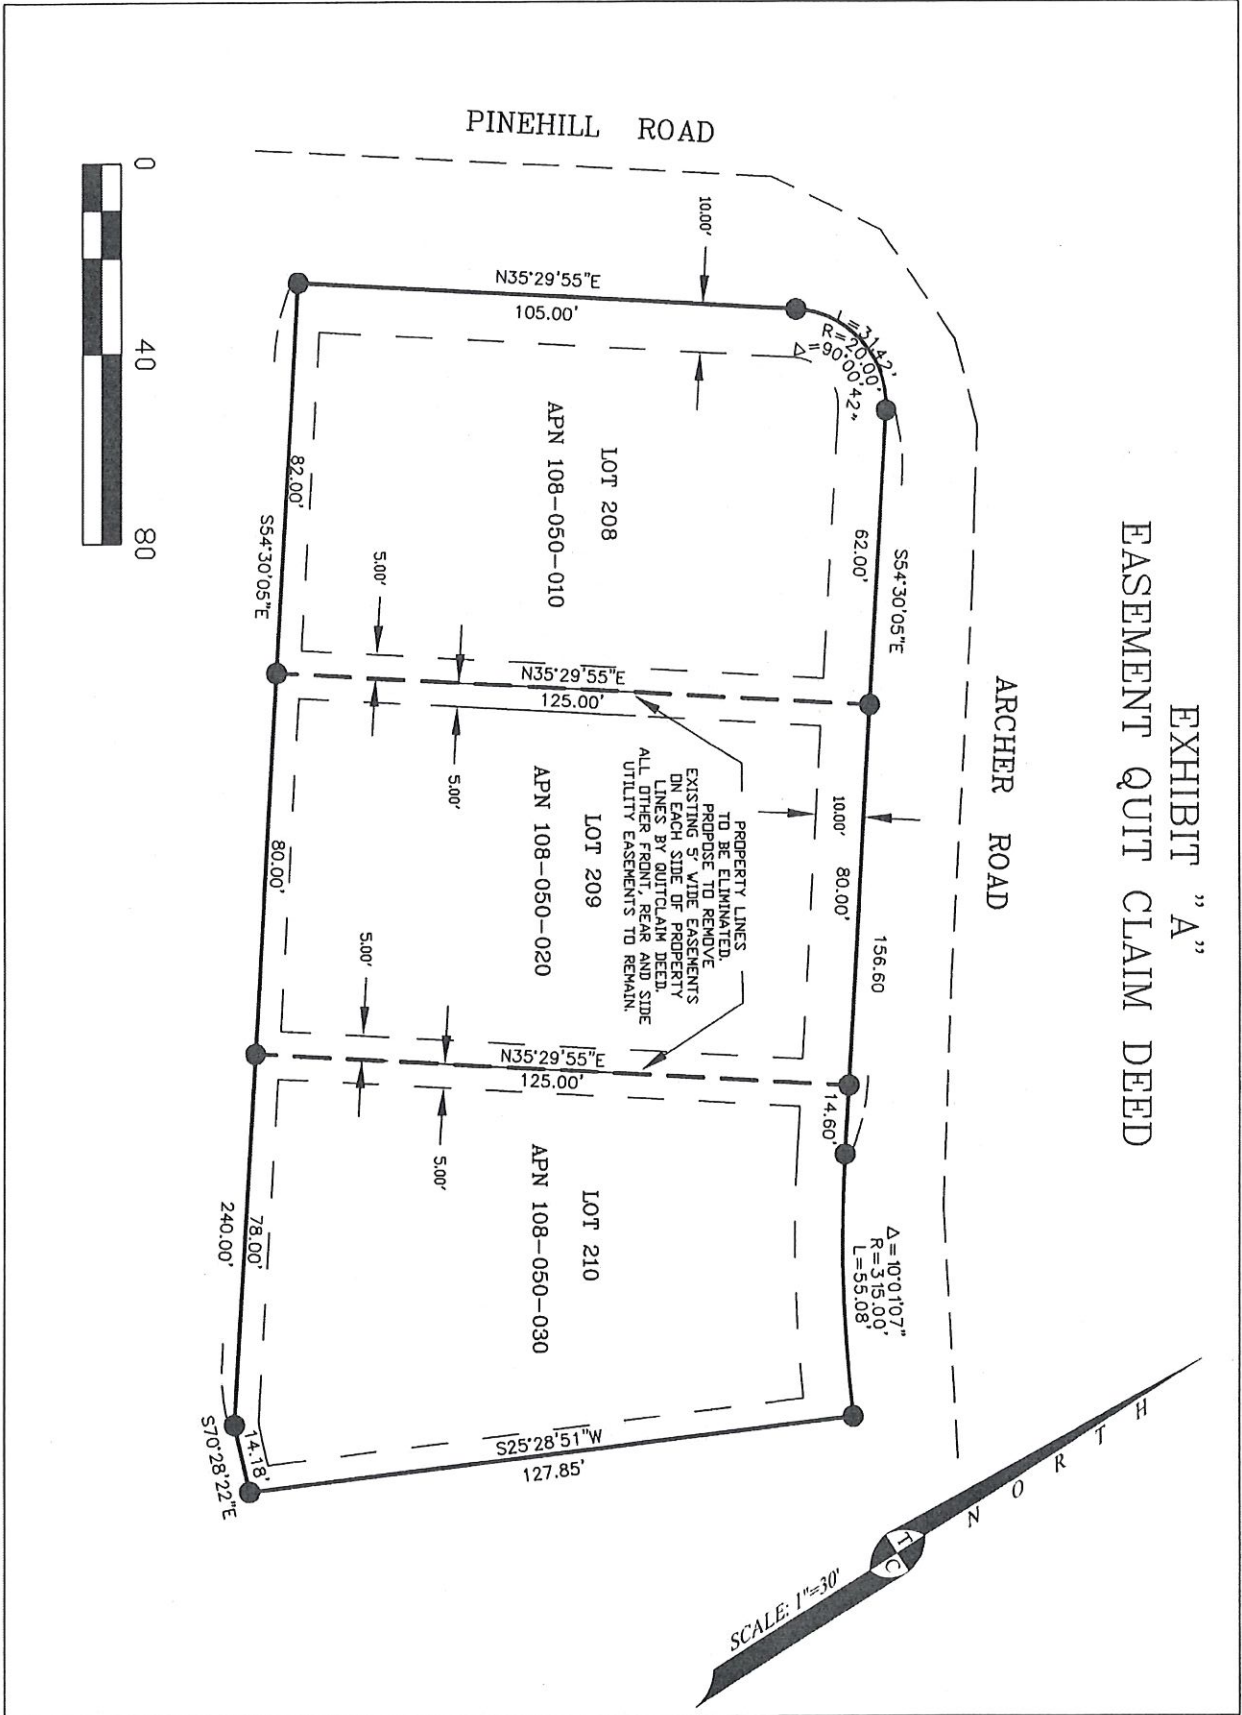 EXHIBIT "A"
EASEMENT QUIT CLAIM DEED
ARCHER ROAD
PINEHILL ROAD
10.00'
N35°29'55"E
105.00'
L=31.42'
R=20.00'
Δ=90°00'42"
S54°30'05"E
62.00'
10.00'
80.00'
156.60
14.60'
Δ=10°01'07"
R=315.00'
L=55.08'
LOT 208
APN 108-050-010
N35°29'55"E
125.00'
5.00'
5.00'
PROPERTY LINES
TO BE ELIMINATED.
PROPOSE TO REMOVE
EXISTING 5' WIDE EASEMENTS
ON EACH SIDE OF PROPERTY
LINES BY QUITCLAIM DEED.
ALL OTHER FRONT, REAR AND SIDE
UTILITY EASEMENTS TO REMAIN.
LOT 209
APN 108-050-020
N35°29'55"E
125.00'
5.00'
5.00'
LOT 210
APN 108-050-030
S25°28'51"W
127.85'
82.00'
S54°30'05"E
80.00'
78.00'
240.00'
14.18'
S70°28'22"E
0 40 80
NORTH
T C
SCALE: 1"=30'